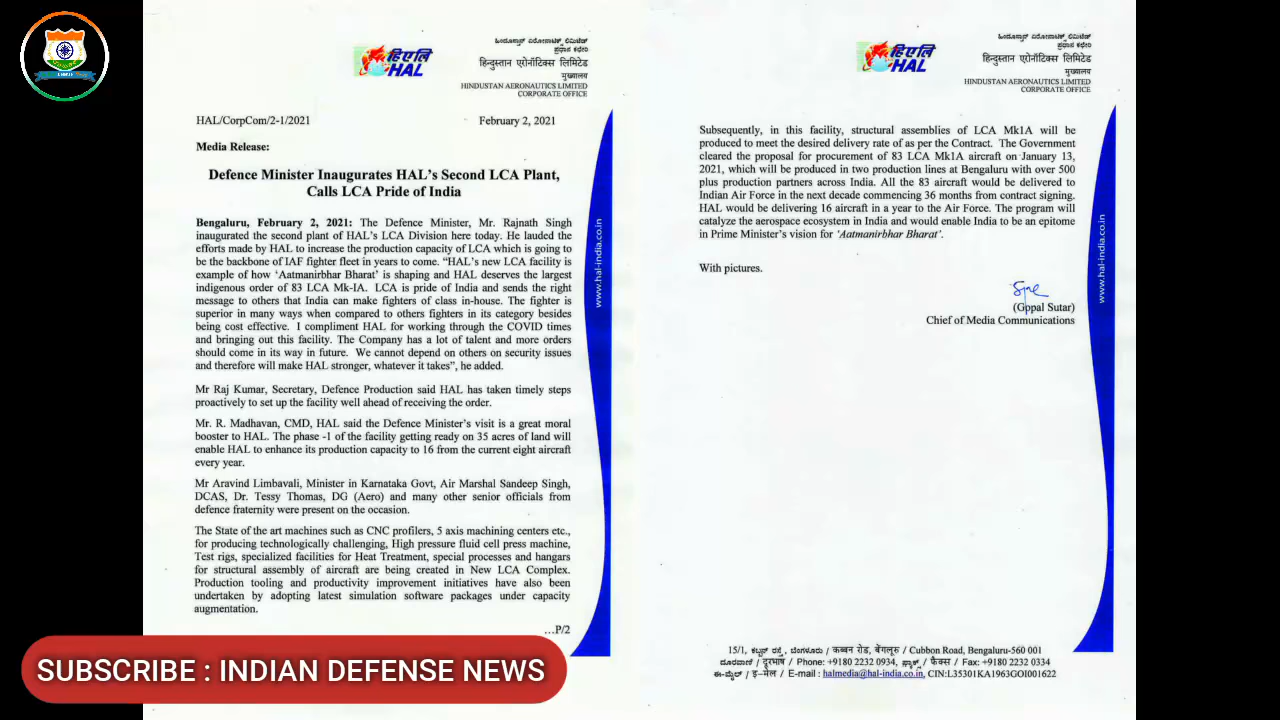 हिएलि
HAL
ಹಿಂದೂಸ್ತಾನ್ ಏರೋನಾಟಿಕ್ಸ್ ಲಿಮಿಟೆಡ್
ಪ್ರಧಾನ ಕಛೇರಿ
हिन्दुस्तान एरोनॉटिक्स लिमिटेड
मुख्यालय
HINDUSTAN AERONAUTICS LIMITED
CORPORATE OFFICE
HAL/CorpCom/2-1/2021 February 2, 2021
Media Release:
Defence Minister Inaugurates HAL's Second LCA Plant,
Calls LCA Pride of India
Bengaluru, February 2, 2021: The Defence Minister, Mr. Rajnath Singh
inaugurated the second plant of HAL's LCA Division here today. He lauded the
efforts made by HAL to increase the production capacity of LCA which is going to
be the backbone of IAF fighter fleet in years to come. "HAL's new LCA facility is
example of how 'Aatmanirbhar Bharat' is shaping and HAL deserves the largest
indigenous order of 83 LCA Mk-IA. LCA is pride of India and sends the right
message to others that India can make fighters of class in-house. The fighter is
superior in many ways when compared to others fighters in its category besides
being cost effective. I compliment HAL for working through the COVID times
and bringing out this facility. The Company has a lot of talent and more orders
should come in its way in future. We cannot depend on others on security issues
and therefore will make HAL stronger, whatever it takes", he added.
Mr Raj Kumar, Secretary, Defence Production said HAL has taken timely steps
proactively to set up the facility well ahead of receiving the order.
Mr. R. Madhavan, CMD, HAL said the Defence Minister's visit is a great moral
booster to HAL. The phase -1 of the facility getting ready on 35 acres of land will
enable HAL to enhance its production capacity to 16 from the current eight aircraft
every year.
Mr Aravind Limbavali, Minister in Karnataka Govt, Air Marshal Sandeep Singh,
DCAS, Dr. Tessy Thomas, DG (Aero) and many other senior officials from
defence fraternity were present on the occasion.
The State of the art machines such as CNC profilers, 5 axis machining centers etc.,
for producing technologically challenging, High pressure fluid cell press machine,
Test rigs, specialized facilities for Heat Treatment, special processes and hangars
for structural assembly of aircraft are being created in New LCA Complex.
Production tooling and productivity improvement initiatives have also been
undertaken by adopting latest simulation software packages under capacity
augmentation.
...P/2
www.hal-india.co.in
हिएलि
HAL
ಹಿಂದೂಸ್ತಾನ್ ಏರೋನಾಟಿಕ್ಸ್ ಲಿಮಿಟೆಡ್
ಪ್ರಧಾನ ಕಛೇರಿ
हिन्दुस्तान एरोनॉटिक्स लिमिटेड
मुख्यालय
HINDUSTAN AERONAUTICS LIMITED
CORPORATE OFFICE
Subsequently, in this facility, structural assemblies of LCA Mk1A will be
produced to meet the desired delivery rate of as per the Contract. The Government
cleared the proposal for procurement of 83 LCA Mk1A aircraft on January 13,
2021, which will be produced in two production lines at Bengaluru with over 500
plus production partners across India. All the 83 aircraft would be delivered to
Indian Air Force in the next decade commencing 36 months from contract signing.
HAL would be delivering 16 aircraft in a year to the Air Force. The program will
catalyze the aerospace ecosystem in India and would enable India to be an epitome
in Prime Minister's vision for 'Aatmanirbhar Bharat'.
With pictures.
(Gopal Sutar)
Chief of Media Communications
www.hal-india.co.in
15/1, ಕಬ್ಬನ್ ರಸ್ತೆ, ಬೆಂಗಳೂರು / कब्बन रोड, बेंगलूरु / Cubbon Road, Bengaluru-560 001
ದೂರವಾಣಿ / दूरभाष / Phone: +9180 2232 0934, ಫ್ಯಾಕ್ಸ್ / फैक्स / Fax: +9180 2232 0334
ಈ-ಮೈಲ್ / इ-मेल / E-mail : halmedia@hal-india.co.in, CIN:L35301KA1963GOI001622
SUBSCRIBE : INDIAN DEFENSE NEWS